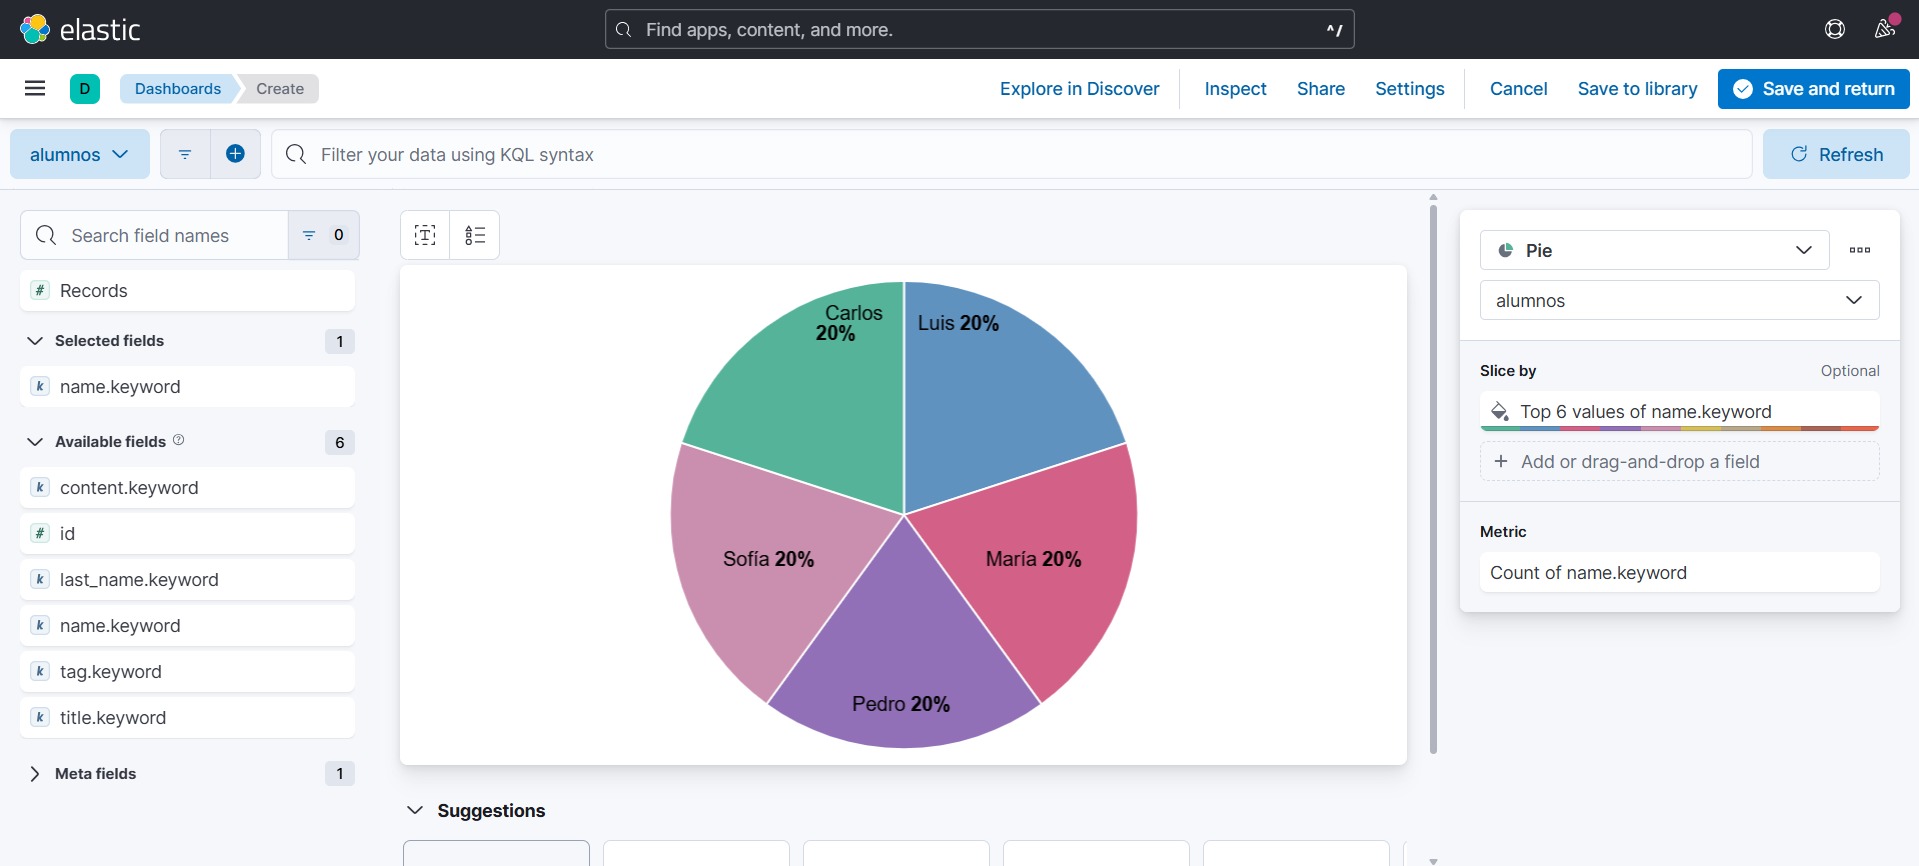 elastic
Find apps, content, and more.
^/
D
Dashboards
Create
Explore in Discover
Inspect
Share
Settings
Cancel
Save to library
Save and return
alumnos
Filter your data using KQL syntax
Refresh
Search field names
0
# Records
Selected fields
1
k name.keyword
Available fields
6
k content.keyword
# id
k last_name.keyword
k name.keyword
k tag.keyword
k title.keyword
Meta fields
1
T
Carlos
20%
Luis 20%
Sofía 20%
María 20%
Pedro 20%
Suggestions
Pie
alumnos
Slice by
Optional
Top 6 values of name.keyword
Add or drag-and-drop a field
Metric
Count of name.keyword